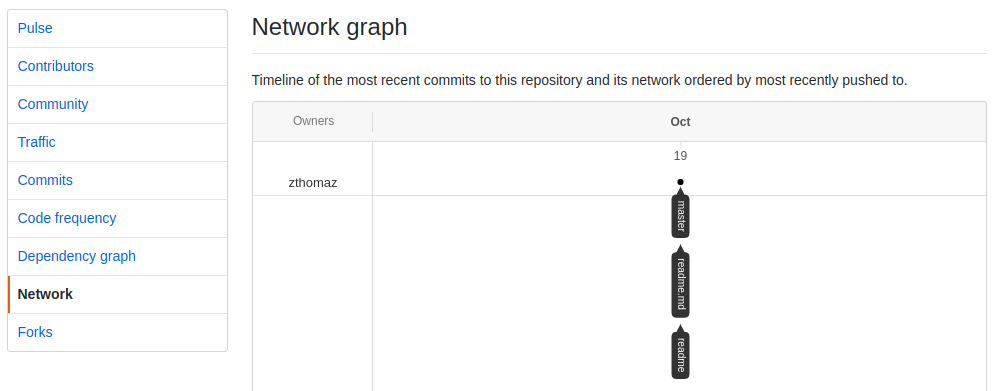 Pulse
Contributors
Community
Traffic
Commits
Code frequency
Dependency graph
Network
Forks
Network graph
Timeline of the most recent commits to this repository and its network ordered by most recently pushed to.
Owners
Oct
19
zthomaz
master
readme.md
readme